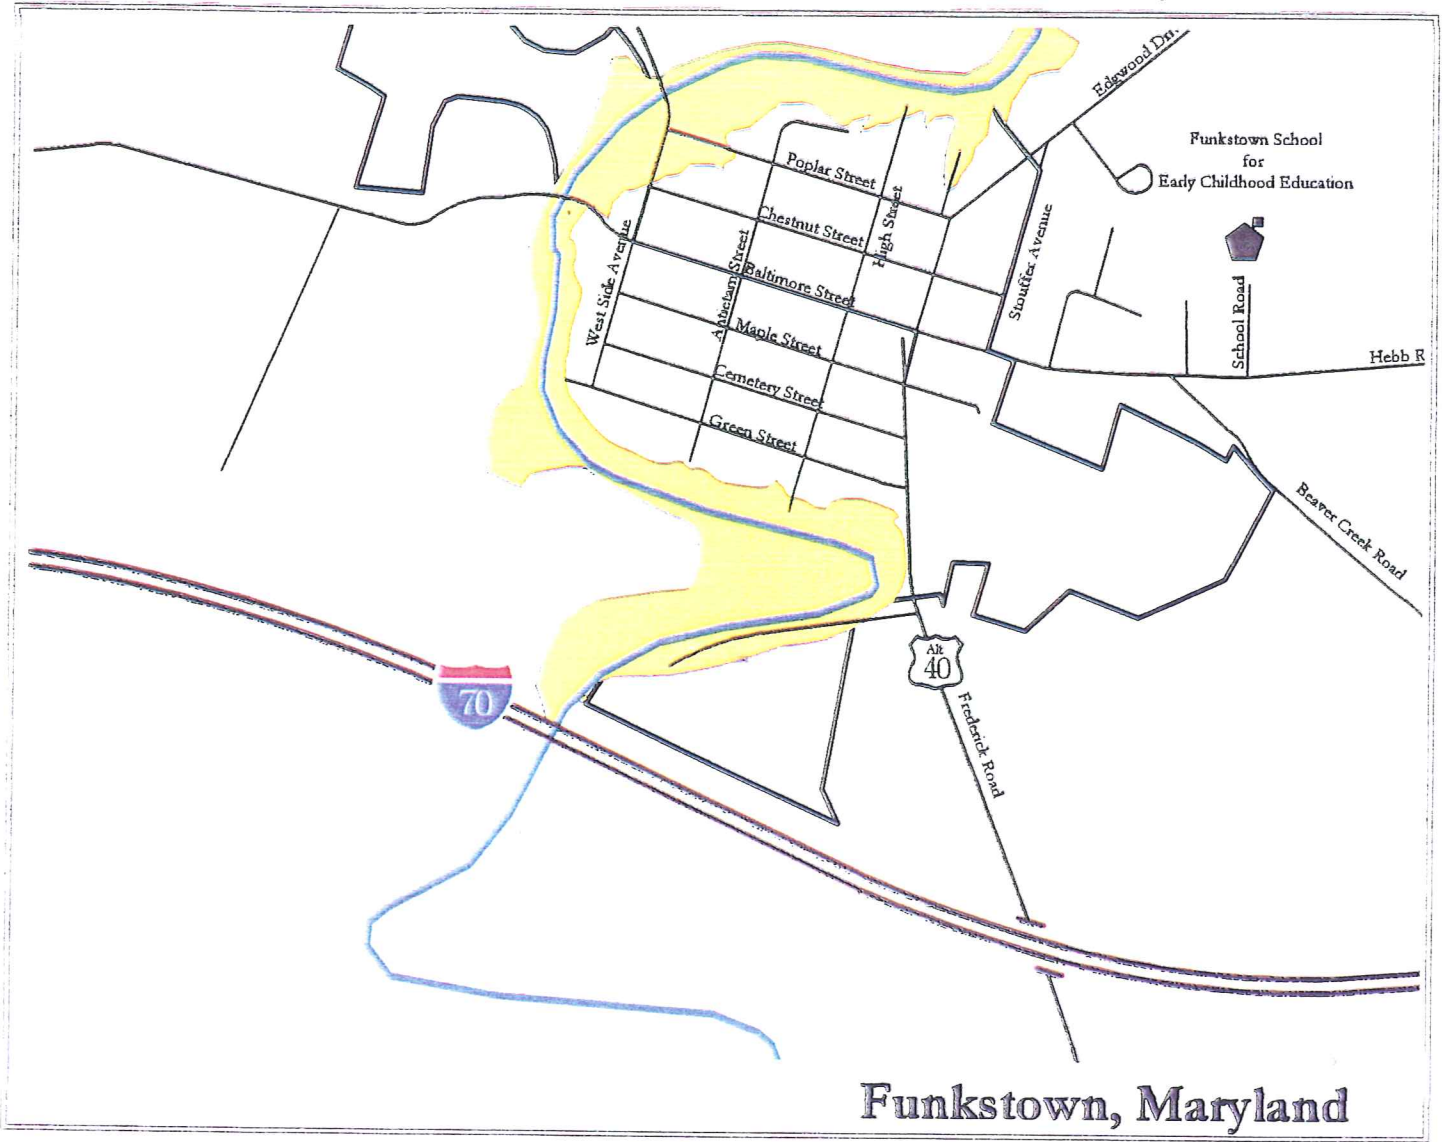 Edgwood Dri
Funkstown School
for
Early Childhood Education
Poplar Street
Chestnut Street
High Street
Baltimore Street
Antietam Street
West Side Avenue
Stouffer Avenue
Maple Street
School Road
Hebb R
Cemetery Street
Green Street
Beaver Creek Road
Alt
40
70
Frederick Road
Funkstown, Maryland